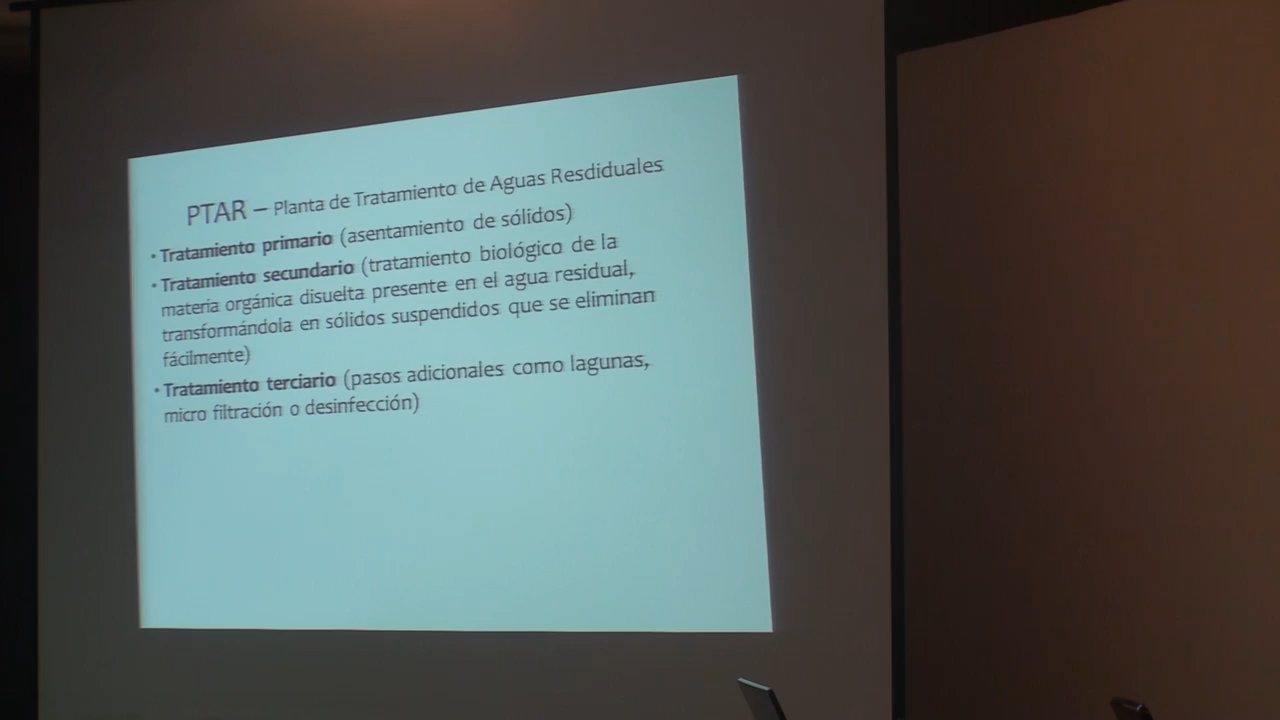 PTAR – Planta de Tratamiento de Aguas Resdiduales
• Tratamiento primario (asentamiento de sólidos)
• Tratamiento secundario (tratamiento biológico de la
materia orgánica disuelta presente en el agua residual,
transformándola en sólidos suspendidos que se eliminan
fácilmente)
• Tratamiento terciario (pasos adicionales como lagunas,
micro filtración o desinfección)